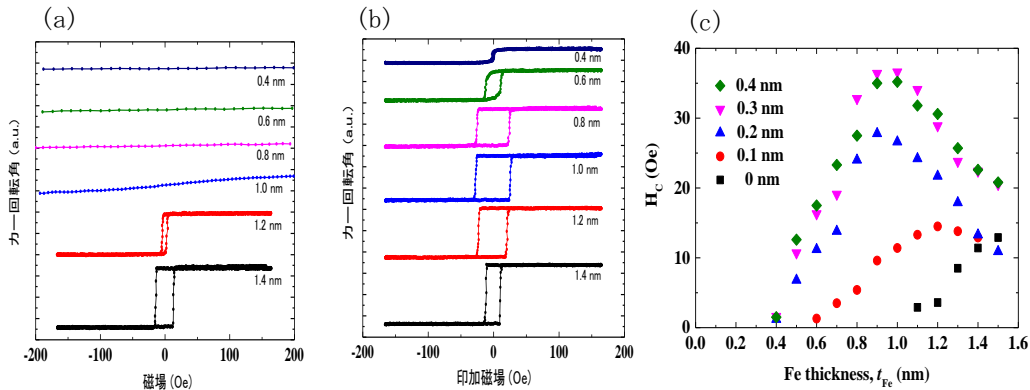 (a)
カー回転角 (a.u.)
0.4 nm
0.6 nm
0.8 nm
1.0 nm
1.2 nm
1.4 nm
-200 -100 0 100 200
磁場(Oe)
(b)
カー回転角 (a.u.)
0.4 nm
0.6 nm
0.8 nm
1.0 nm
1.2 nm
1.4 nm
-200 -100 0 100 200
印加磁場(Oe)
(c)
H_C (Oe)
40
30
20
10
0
0.4 nm
0.3 nm
0.2 nm
0.1 nm
0 nm
0.0 0.2 0.4 0.6 0.8 1.0 1.2 1.4 1.6
Fe thickness, t_Fe (nm)